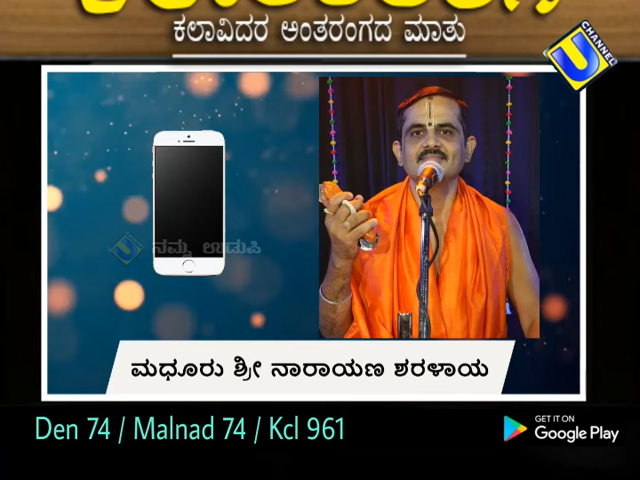 ಕಲಾವಿದರ ಅಂತರಂಗದ ಮಾತು
U CHANNEL
ನಮ್ಮ ಉಡುಪಿ
ಮಧೂರು ಶ್ರೀ ನಾರಾಯಣ ಶರಳಾಯ
Den 74 / Malnad 74 / Kcl 961
GET IT ON
Google Play